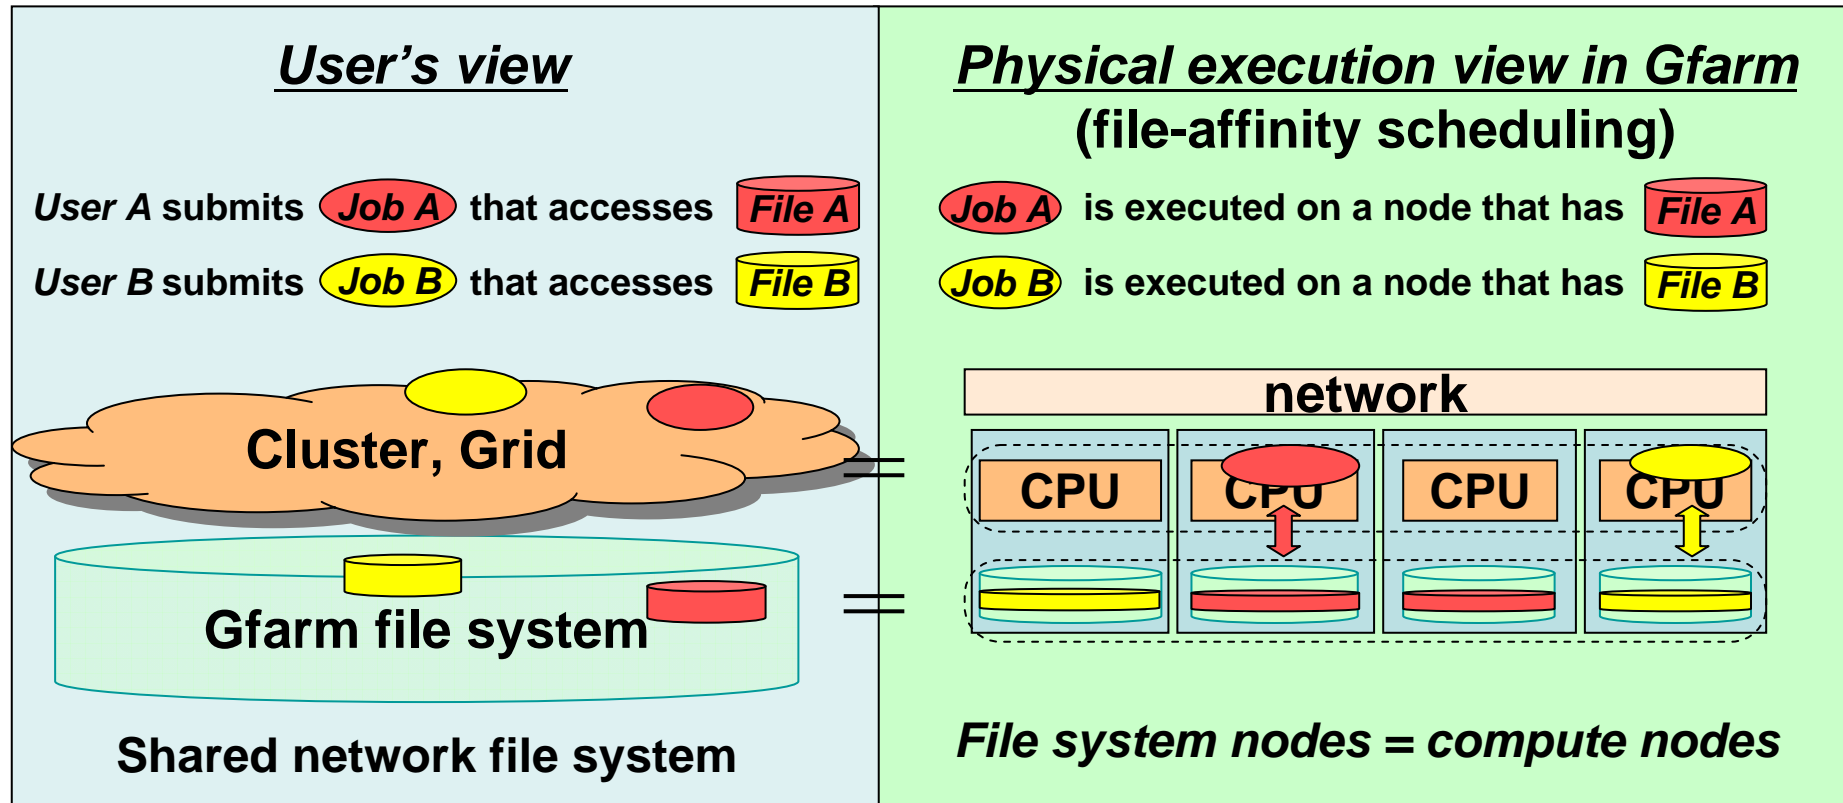 User's view
User A submits Job A that accesses File A
User B submits Job B that accesses File B
Cluster, Grid
Gfarm file system
Shared network file system
=
=
Physical execution view in Gfarm
(file-affinity scheduling)
Job A is executed on a node that has File A
Job B is executed on a node that has File B
network
CPU CPU CPU CPU
File system nodes = compute nodes